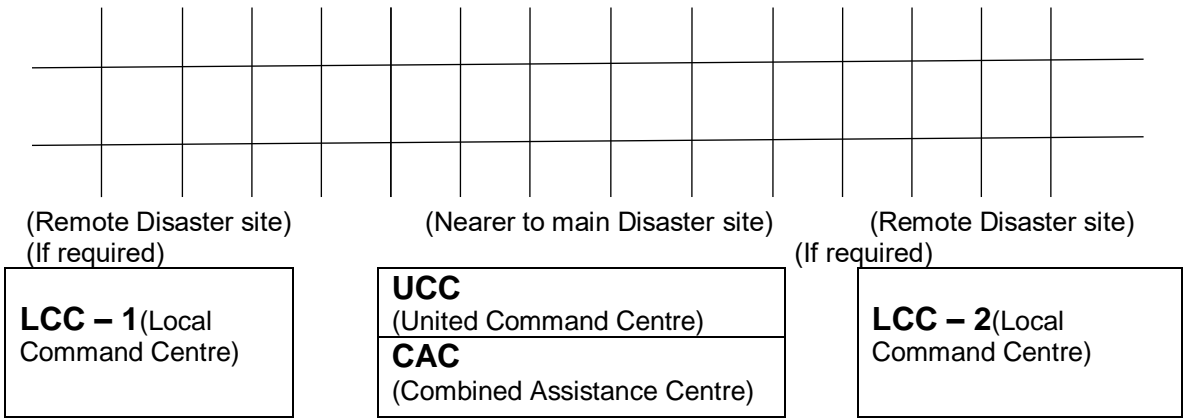 (Remote Disaster site) (Nearer to main Disaster site) (Remote Disaster site)
(If required) (If required)
LCC – 1(Local
Command Centre)
UCC
(United Command Centre)
CAC
(Combined Assistance Centre)
LCC – 2(Local
Command Centre)